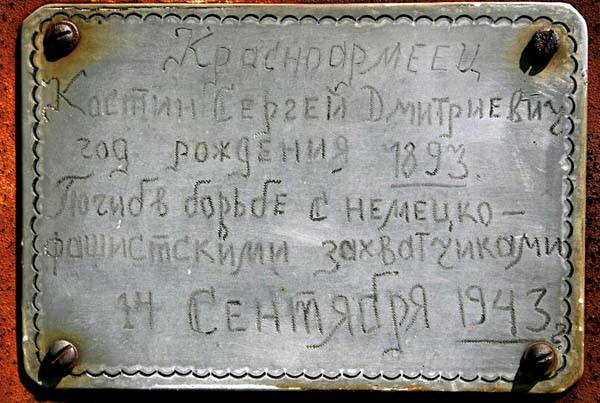 Красноармеец
Костин Сергей Дмитриевич
год рождения 1893.
Погиб в борьбе с немецко-
фашистскими захватчиками
14 Сентября 1943 г.